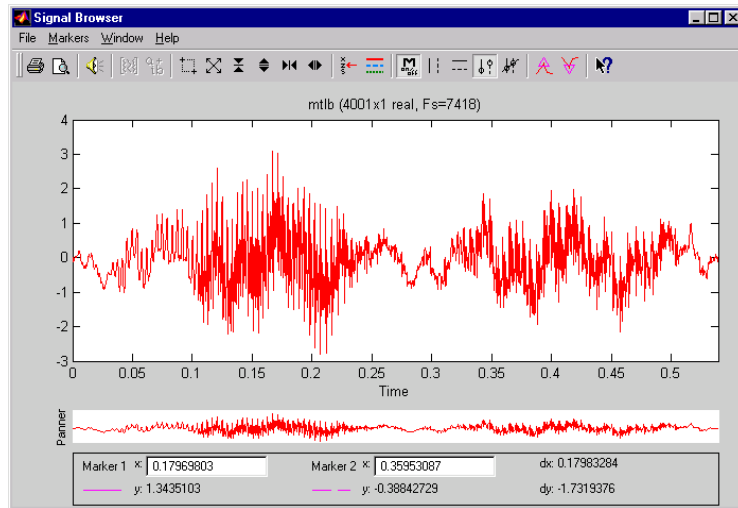 Signal Browser
File Markers Window Help
mtlb (4001x1 real, Fs=7418)
4
3
2
1
0
-1
-2
-3
0 0.05 0.1 0.15 0.2 0.25 0.3 0.35 0.4 0.45 0.5
Time
Panner
Marker 1 x: 0.17969803 Marker 2 x: 0.35953087 dx: 0.17983284
y: 1.3435103 y: -0.38842729 dy: -1.7319376